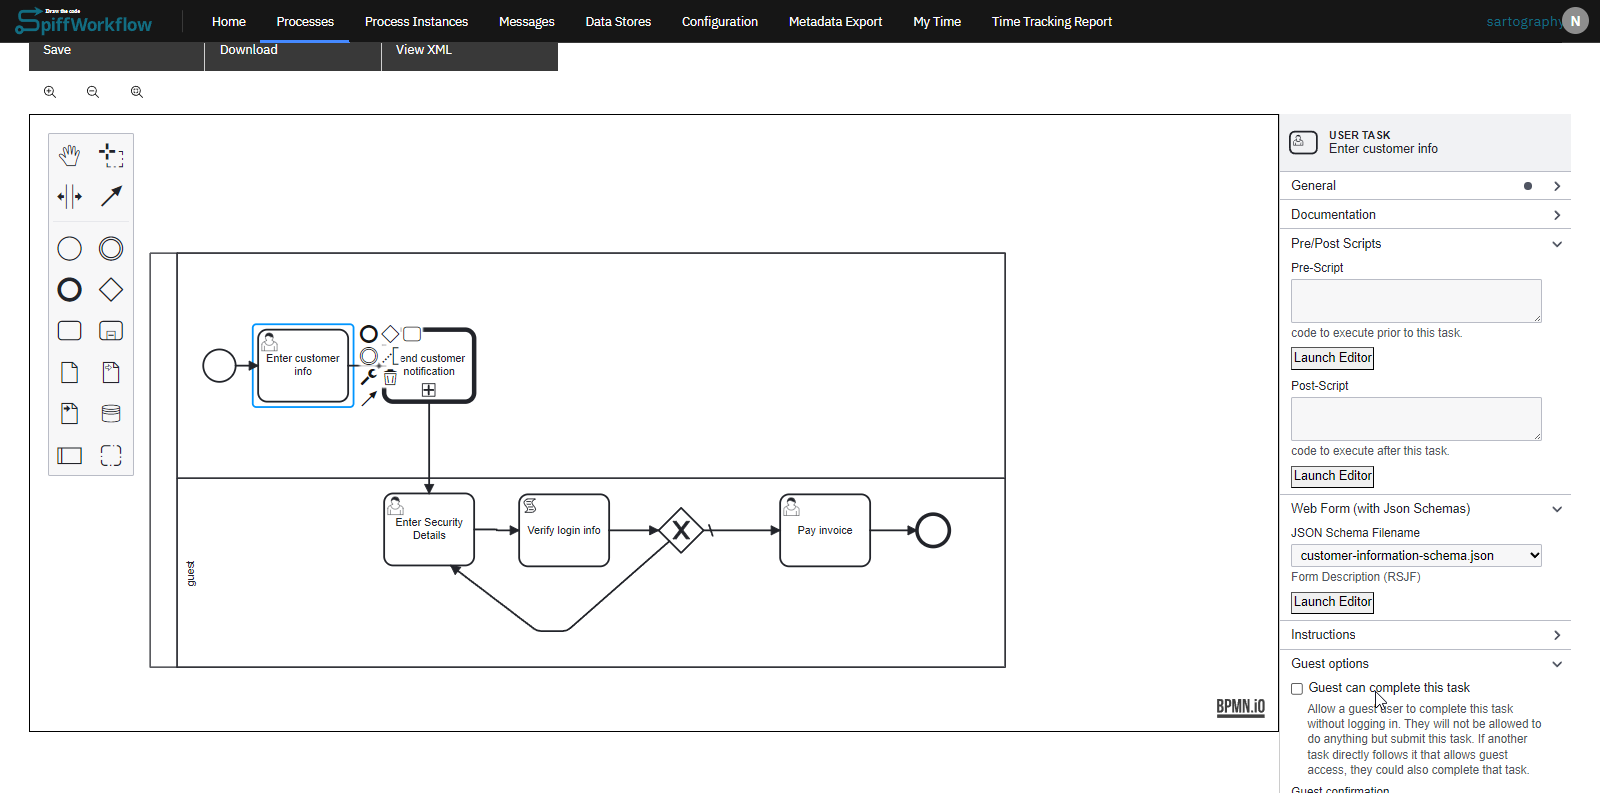 Draw the code
SpiffWorkflow
Home
Processes
Process Instances
Messages
Data Stores
Configuration
Metadata Export
My Time
Time Tracking Report
sartography
N
Save
Download
View XML
USER TASK
Enter customer info
General
Documentation
Pre/Post Scripts
Pre-Script
code to execute prior to this task.
Launch Editor
Post-Script
code to execute after this task.
Launch Editor
Web Form (with Json Schemas)
JSON Schema Filename
customer-information-schema.json
Form Description (RSJF)
Launch Editor
Instructions
Guest options
Guest can complete this task
Allow a guest user to complete this task
without logging in. They will not be allowed to
do anything but submit this task. If another
task directly follows it that allows guest
access, they could also complete that task.
Guest confirmation
Enter customer
info
end customer
notification
guest
Enter Security
Details
Verify login info
X
Pay invoice
BPMN.iO